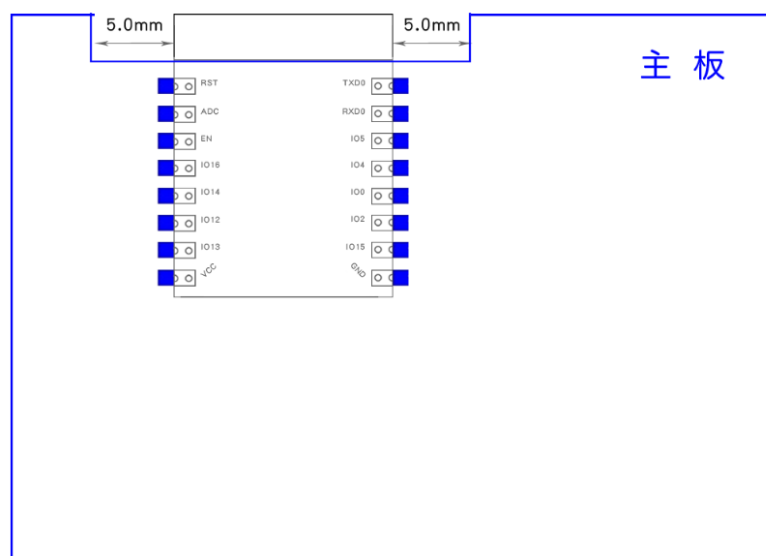 5.0mm 5.0mm
主 板
RST TXD0
ADC RXD0
EN IO5
IO16 IO4
IO14 IO0
IO12 IO2
IO13 IO15
VCC GND